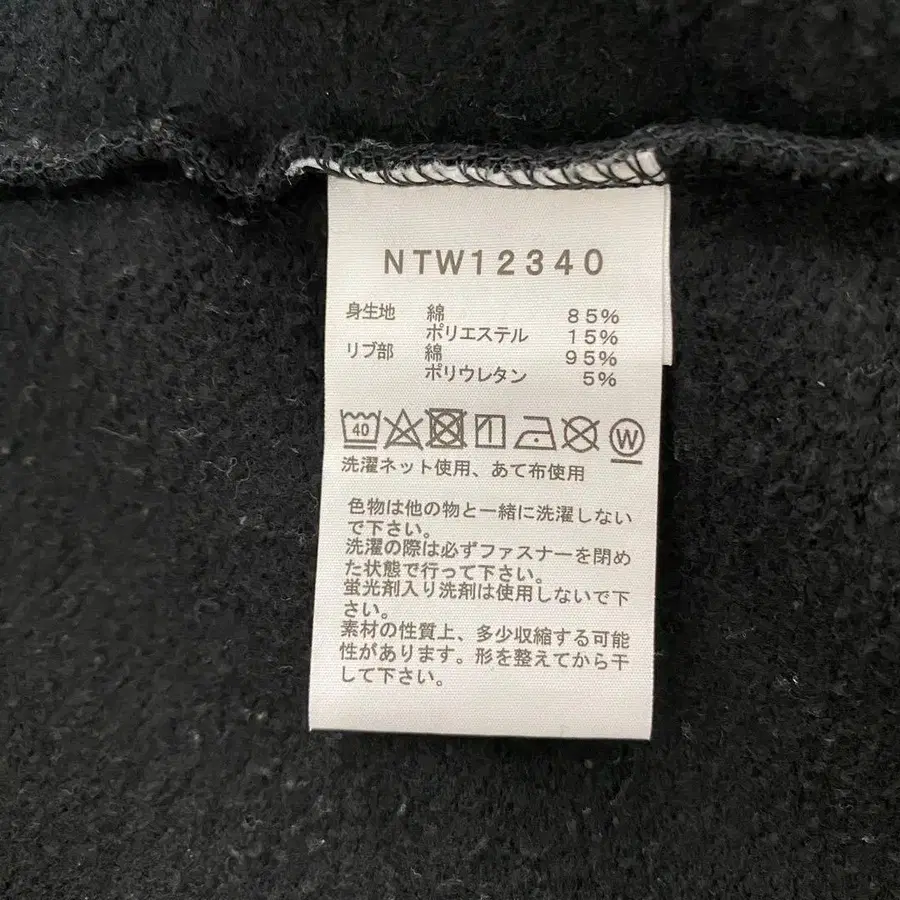 NTW12340
身生地 綿 85%
ポリエステル 15%
リブ部 綿 95%
ポリウレタン 5%
40 W
洗濯ネット使用、あて布使用
色物は他の物と一緒に洗濯しない
で下さい。
洗濯の際は必ずファスナーを閉め
た状態で行って下さい。
蛍光剤入り洗剤は使用しないで下
さい。
素材の性質上、多少収縮する可能
性があります。形を整えてから干
して下さい。